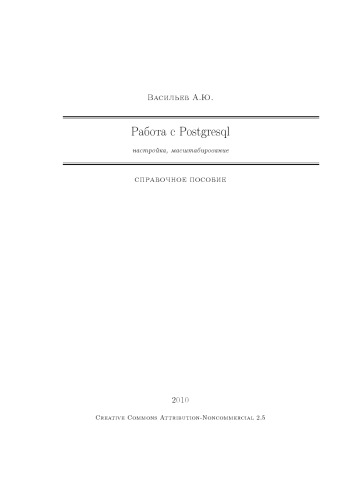 Васильев А.Ю.
Работа с Postgresql
настройка, масштабирование
СПРАВОЧНОЕ ПОСОБИЕ
2010
Creative Commons Attribution-Noncommercial 2.5